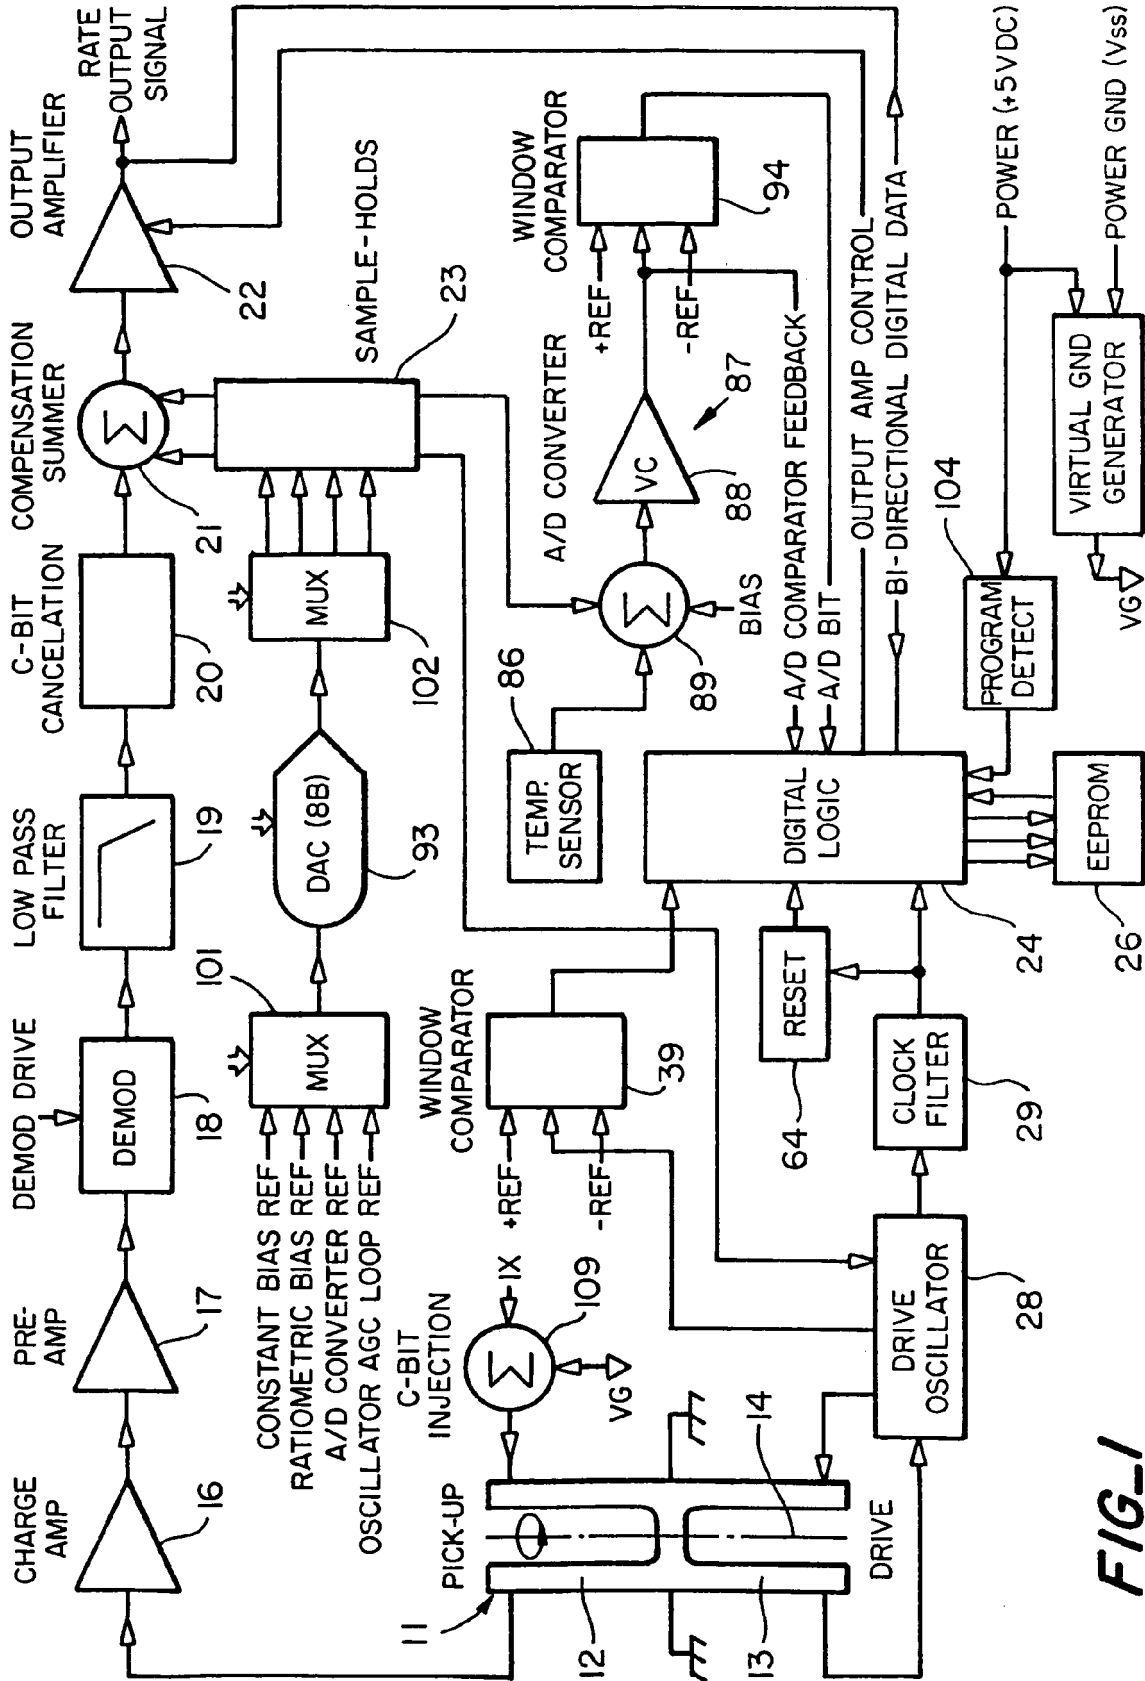 CHARGE
AMP
16
PRE-
AMP
17
DEMOD DRIVE
DEMOD
18
LOW PASS
FILTER
19
C-BIT
CANCELATION
20
COMPENSATION
SUMMER
Σ
21
OUTPUT
AMPLIFIER
22
RATE
OUTPUT
SIGNAL
CONSTANT BIAS REF
RATIOMETRIC BIAS REF
A/D CONVERTER REF
OSCILLATOR AGC LOOP REF
MUX
101
DAC (8B)
93
MUX
102
SAMPLE-HOLDS
23
PICK-UP
11
12
13
14
DRIVE
C-BIT
INJECTION
Σ
109
IX
VG
WINDOW
COMPARATOR
+REF
-REF
39
TEMP.
SENSOR
86
Σ
89
BIAS
A/D CONVERTER
VC
88
87
WINDOW
COMPARATOR
+REF
-REF
94
DRIVE
OSCILLATOR
28
CLOCK
FILTER
29
RESET
64
DIGITAL
LOGIC
24
A/D COMPARATOR FEEDBACK
A/D BIT
OUTPUT AMP CONTROL
BI-DIRECTIONAL DIGITAL DATA
EEPROM
26
PROGRAM
DETECT
104
VIRTUAL GND
GENERATOR
VG
POWER (+5VDC)
POWER GND (Vss)
FIG_1